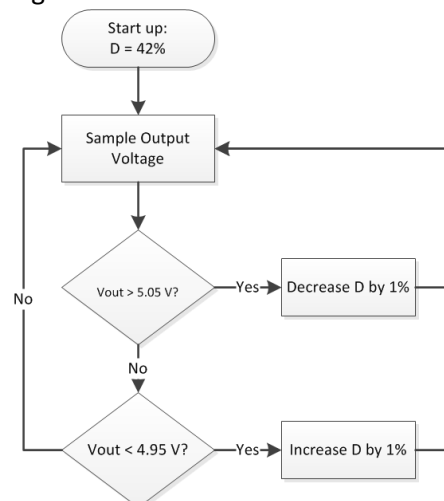 Start up:
D = 42%
Sample Output
Voltage
Vout > 5.05 V?
Yes
Decrease D by 1%
No
No
Vout < 4.95 V?
Yes
Increase D by 1%